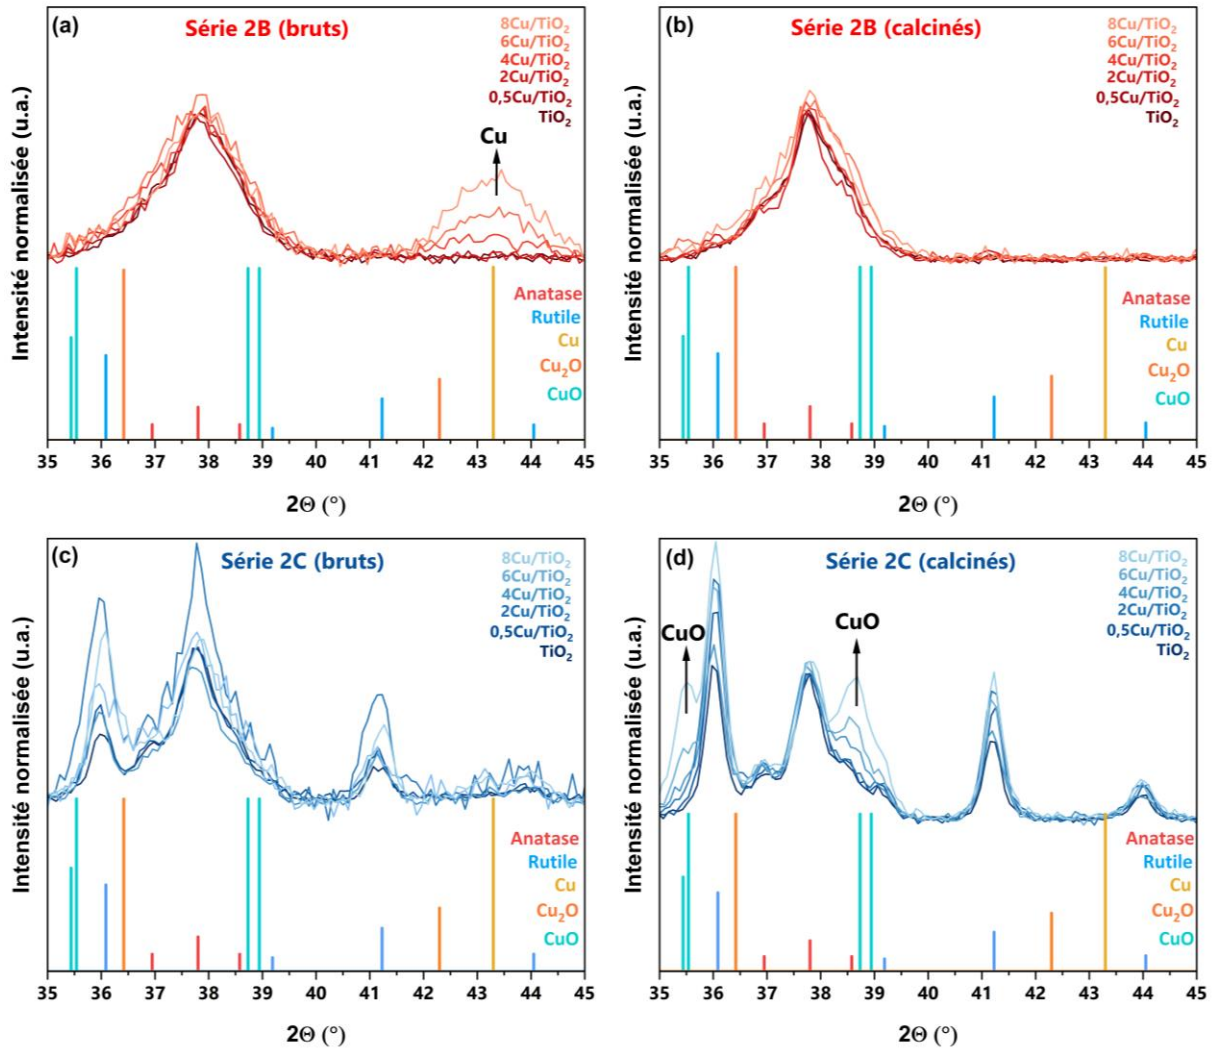 (a)
Série 2B (bruts)
8Cu/TiO₂
6Cu/TiO₂
4Cu/TiO₂
2Cu/TiO₂
0,5Cu/TiO₂
TiO₂
Cu
Intensité normalisée (u.a.)
Anatase
Rutile
Cu
Cu₂O
CuO
35 36 37 38 39 40 41 42 43 44 45
2Θ (°)
(b)
Série 2B (calcinés)
8Cu/TiO₂
6Cu/TiO₂
4Cu/TiO₂
2Cu/TiO₂
0,5Cu/TiO₂
TiO₂
Intensité normalisée (u.a.)
Anatase
Rutile
Cu
Cu₂O
CuO
35 36 37 38 39 40 41 42 43 44 45
2Θ (°)
(c)
Série 2C (bruts)
8Cu/TiO₂
6Cu/TiO₂
4Cu/TiO₂
2Cu/TiO₂
0,5Cu/TiO₂
TiO₂
Intensité normalisée (u.a.)
Anatase
Rutile
Cu
Cu₂O
CuO
35 36 37 38 39 40 41 42 43 44 45
2Θ (°)
(d)
Série 2C (calcinés)
8Cu/TiO₂
6Cu/TiO₂
4Cu/TiO₂
2Cu/TiO₂
0,5Cu/TiO₂
TiO₂
CuO
CuO
Intensité normalisée (u.a.)
Anatase
Rutile
Cu
Cu₂O
CuO
35 36 37 38 39 40 41 42 43 44 45
2Θ (°)